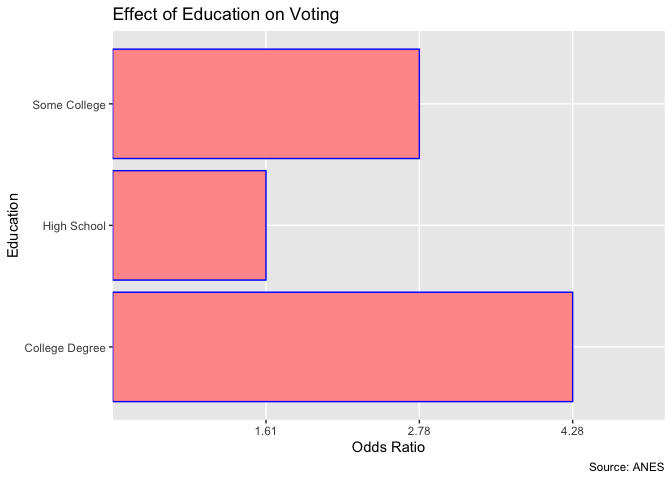 Effect of Education on Voting
Education
Some College
High School
College Degree
1.61 2.78 4.28
Odds Ratio
Source: ANES